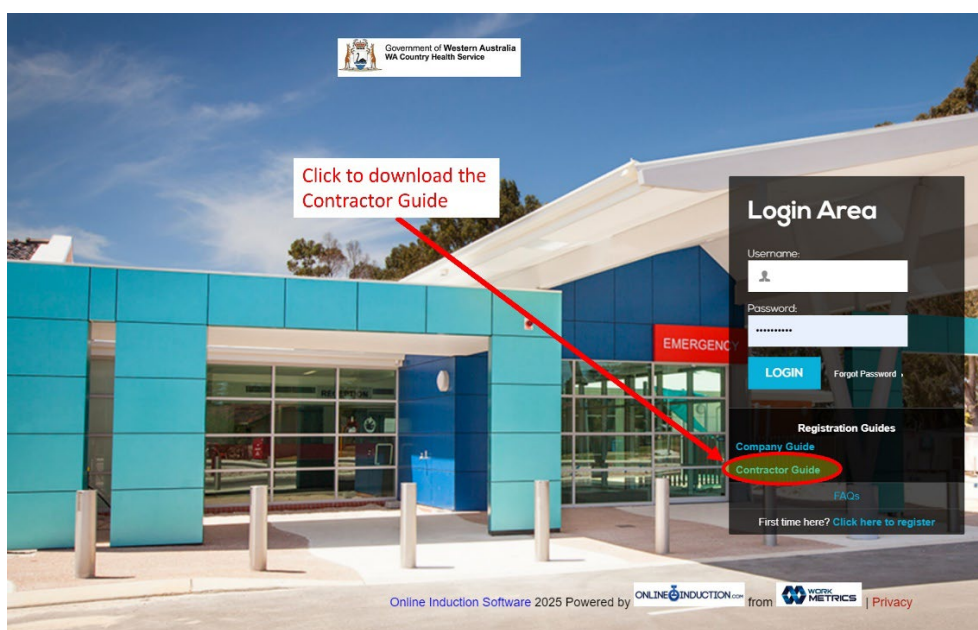 Government of Western Australia
WA Country Health Service
Click to download the
Contractor Guide
Login Area
Username:
Password:
EMERGENCY
LOGIN Forgot Password
RECEPTION
Registration Guides
Company Guide
Contractor Guide
FAQs
First time here? Click here to register
Online Induction Software 2025 Powered by ONLINEINDUCTION.com from WORK METRICS | Privacy